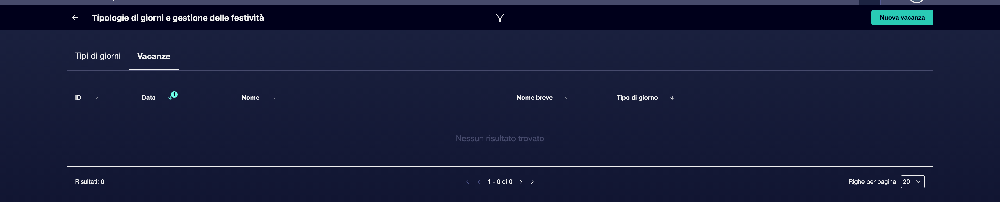 Tipologie di giorni e gestione delle festività
Nuova vacanza
Tipi di giorni
Vacanze
ID
Data
1
Nome
Nome breve
Tipo di giorno
Nessun risultato trovato
Risultati: 0
1 - 0 di 0
Righe per pagina
20